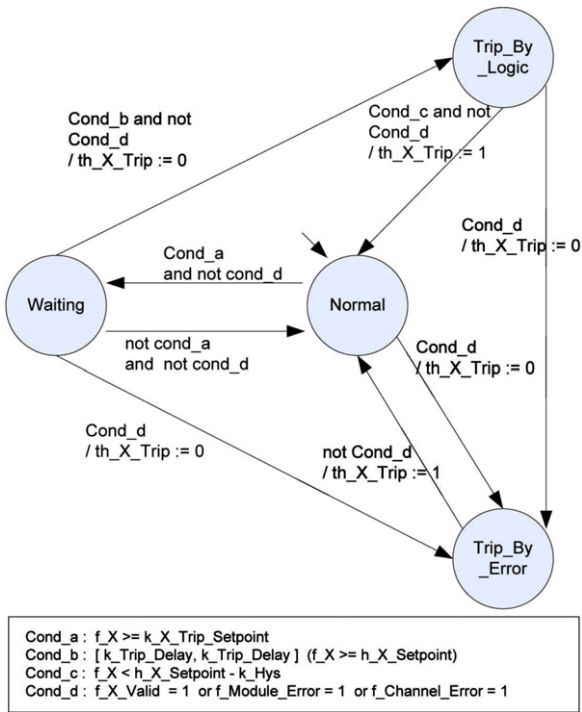 Trip_By
_Logic
Cond_b and not
Cond_d
/ th_X_Trip := 0
Cond_c and not
Cond_d
/ th_X_Trip := 1
Cond_d
/ th_X_Trip := 0
Cond_a
and not cond_d
Waiting
Normal
not cond_a
and not cond_d
Cond_d
/ th_X_Trip := 0
Cond_d
/ th_X_Trip := 0
not Cond_d
/ th_X_Trip := 1
Trip_By
_Error
Cond_a : f_X >= k_X_Trip_Setpoint
Cond_b : [ k_Trip_Delay, k_Trip_Delay ] (f_X >= h_X_Setpoint)
Cond_c : f_X < h_X_Setpoint - k_Hys
Cond_d : f_X_Valid = 1 or f_Module_Error = 1 or f_Channel_Error = 1